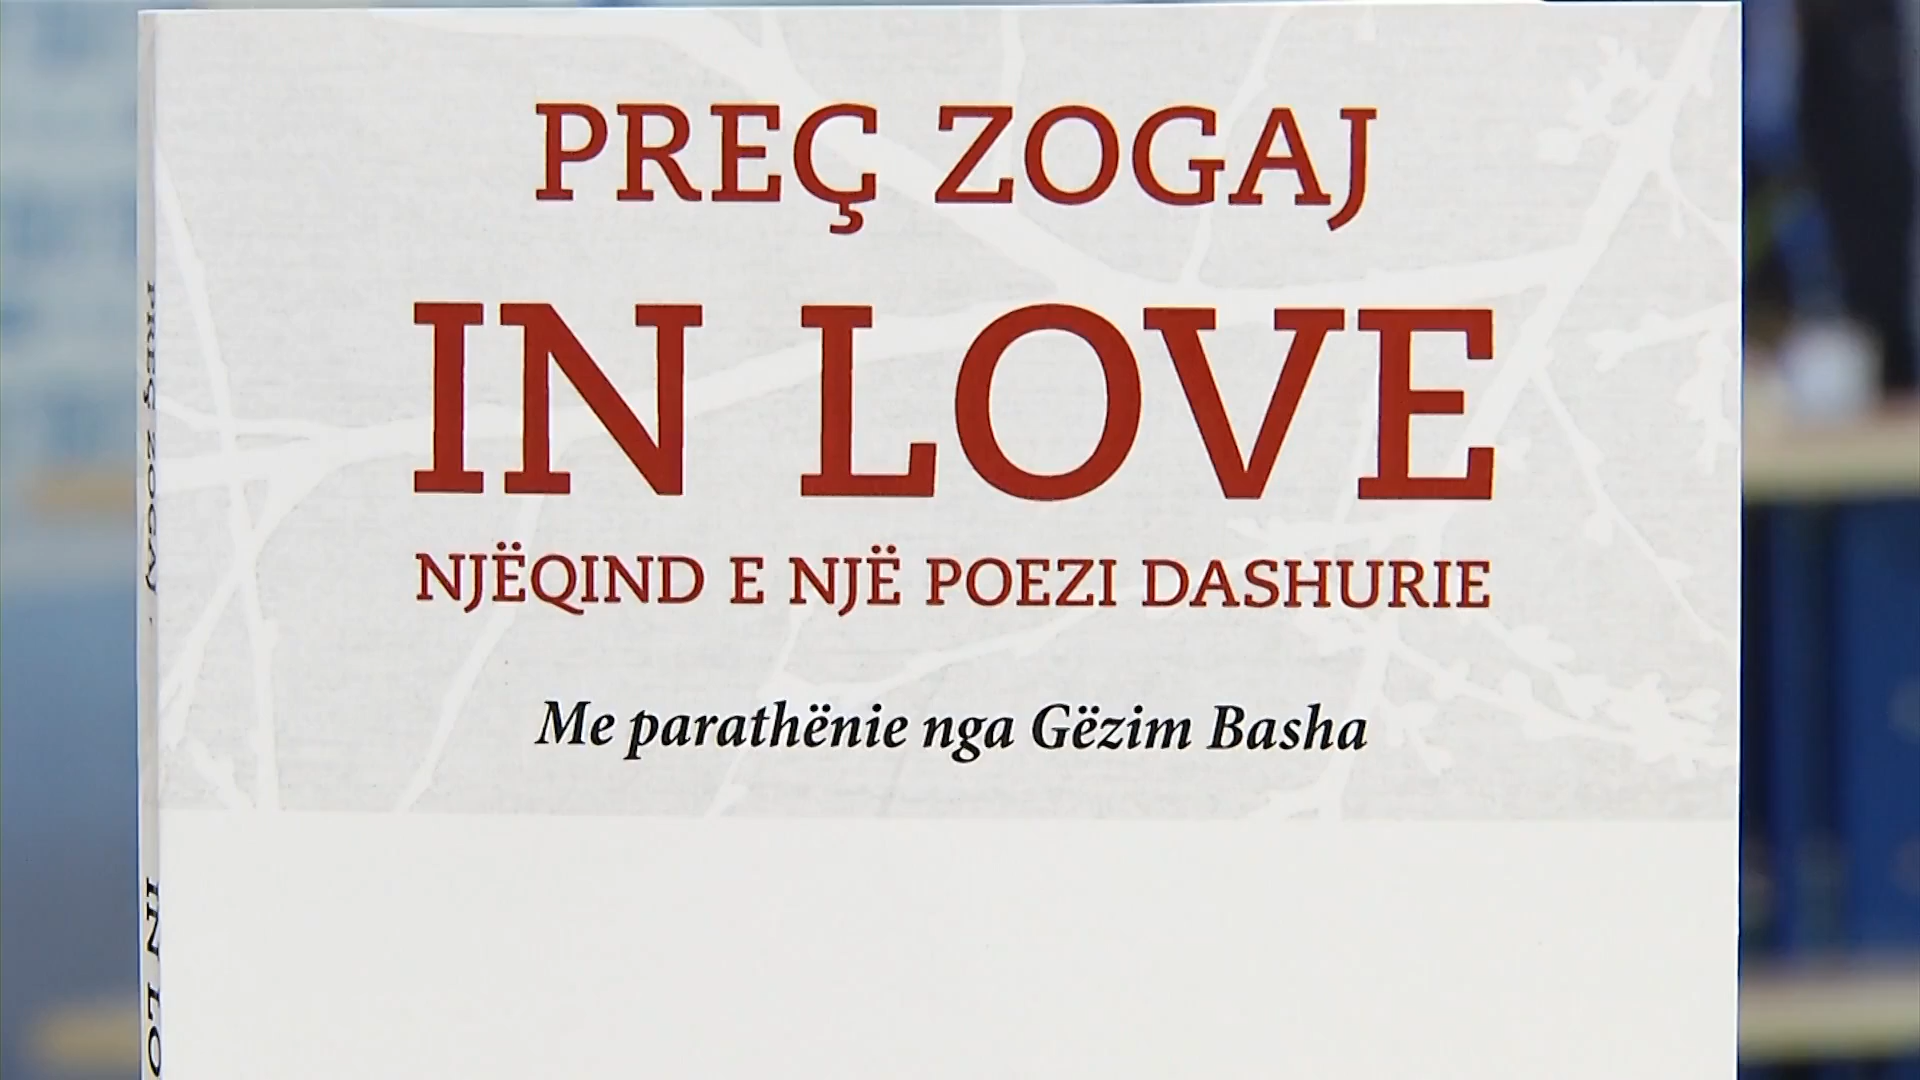 PREÇ ZOGAJ
IN LOVE
NJËQIND E NJË POEZI DASHURIE
Me parathënie nga Gëzim Basha
PREÇ ZOGAJ · IN LO